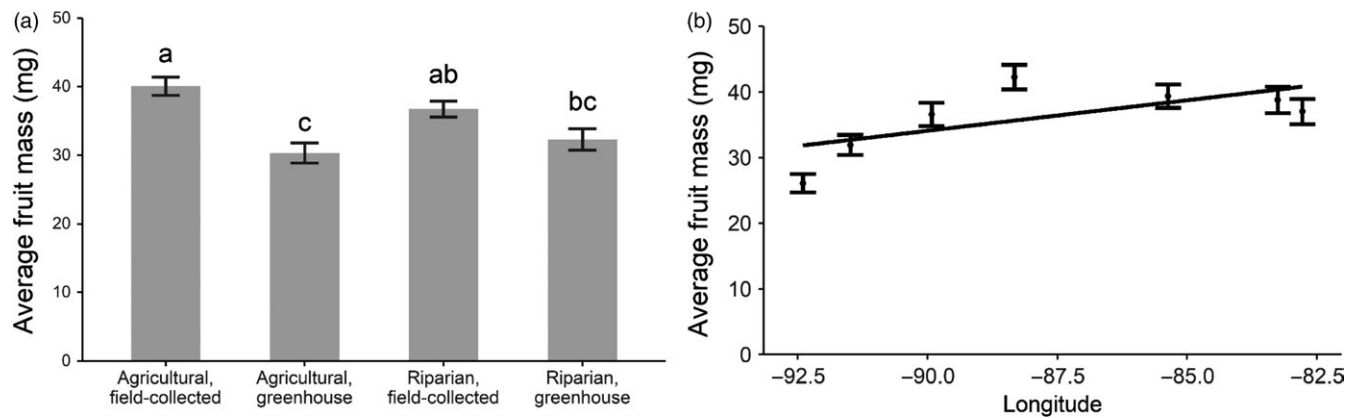 (a)
Average fruit mass (mg)
50
40
30
20
10
0
a
c
ab
bc
Agricultural,
field-collected
Agricultural,
greenhouse
Riparian,
field-collected
Riparian,
greenhouse
(b)
Average fruit mass (mg)
50
40
30
20
10
0
−92.5 −90.0 −87.5 −85.0 −82.5
Longitude